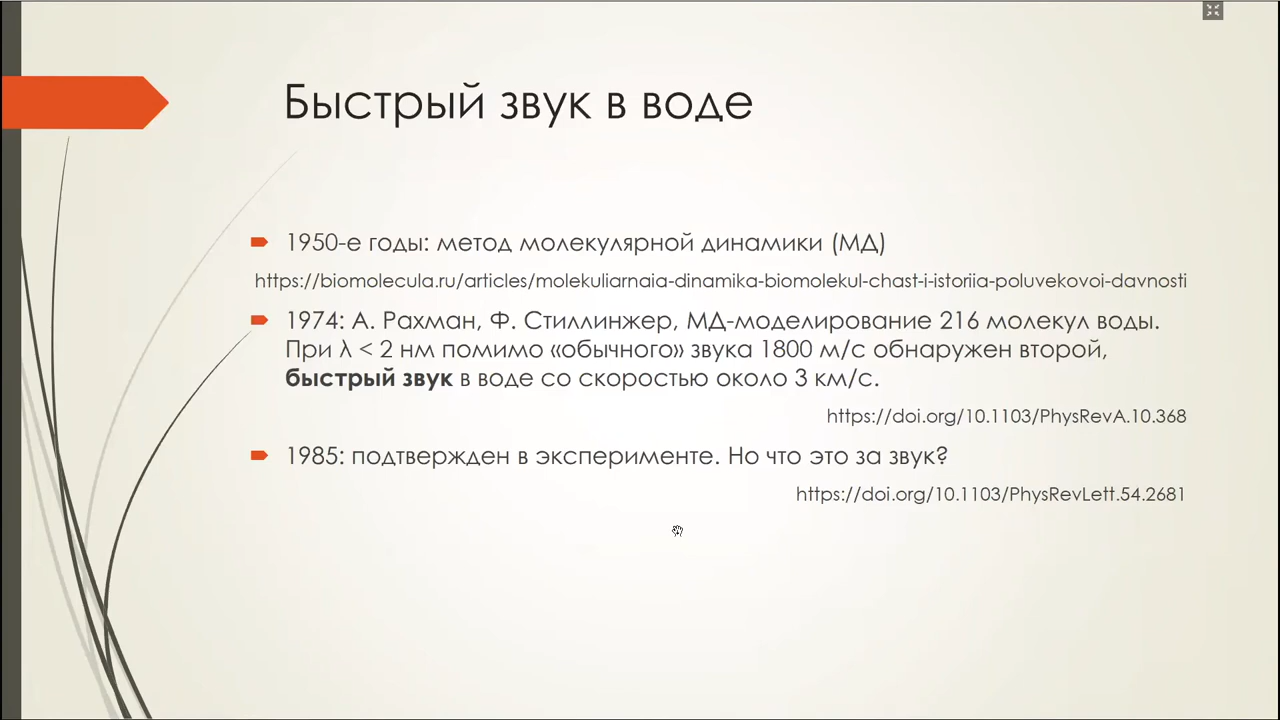 Быстрый звук в воде
1950-е годы: метод молекулярной динамики (МД)
https://biomolecula.ru/articles/molekuliarnaia-dinamika-biomolekul-chast-i-istoriia-poluvekovoi-davnosti
1974: А. Рахман, Ф. Стиллинжер, МД-моделирование 216 молекул воды.
При λ < 2 нм помимо «обычного» звука 1800 м/с обнаружен второй,
быстрый звук в воде со скоростью около 3 км/с.
https://doi.org/10.1103/PhysRevA.10.368
1985: подтвержден в эксперименте. Но что это за звук?
https://doi.org/10.1103/PhysRevLett.54.2681